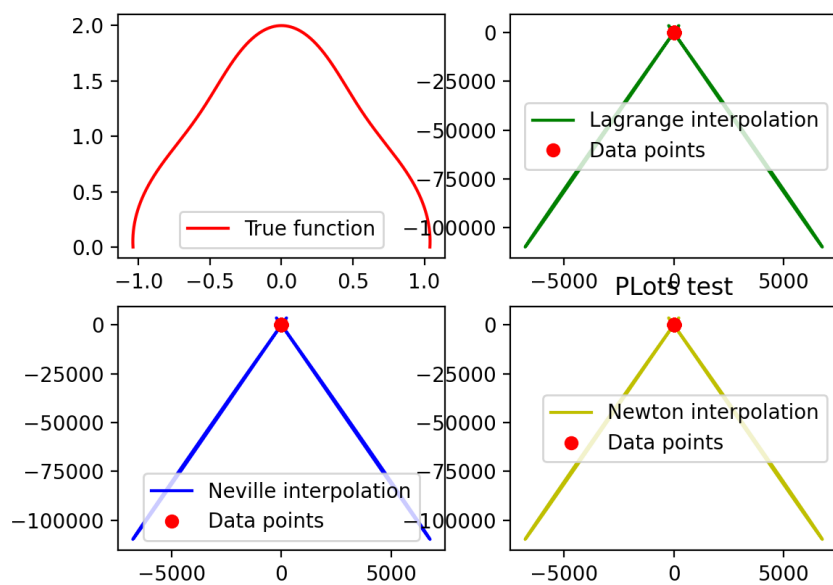 2.0
1.5
1.0
0.5
0.0
True function
−1.0 −0.5 0.0 0.5 1.0
0
−25000
−50000
−75000
−100000
Lagrange interpolation
Data points
−5000 0 5000
PLots test
0
−25000
−50000
−75000
−100000
Neville interpolation
Data points
−5000 0 5000
0
−25000
−50000
−75000
−100000
Newton interpolation
Data points
−5000 0 5000